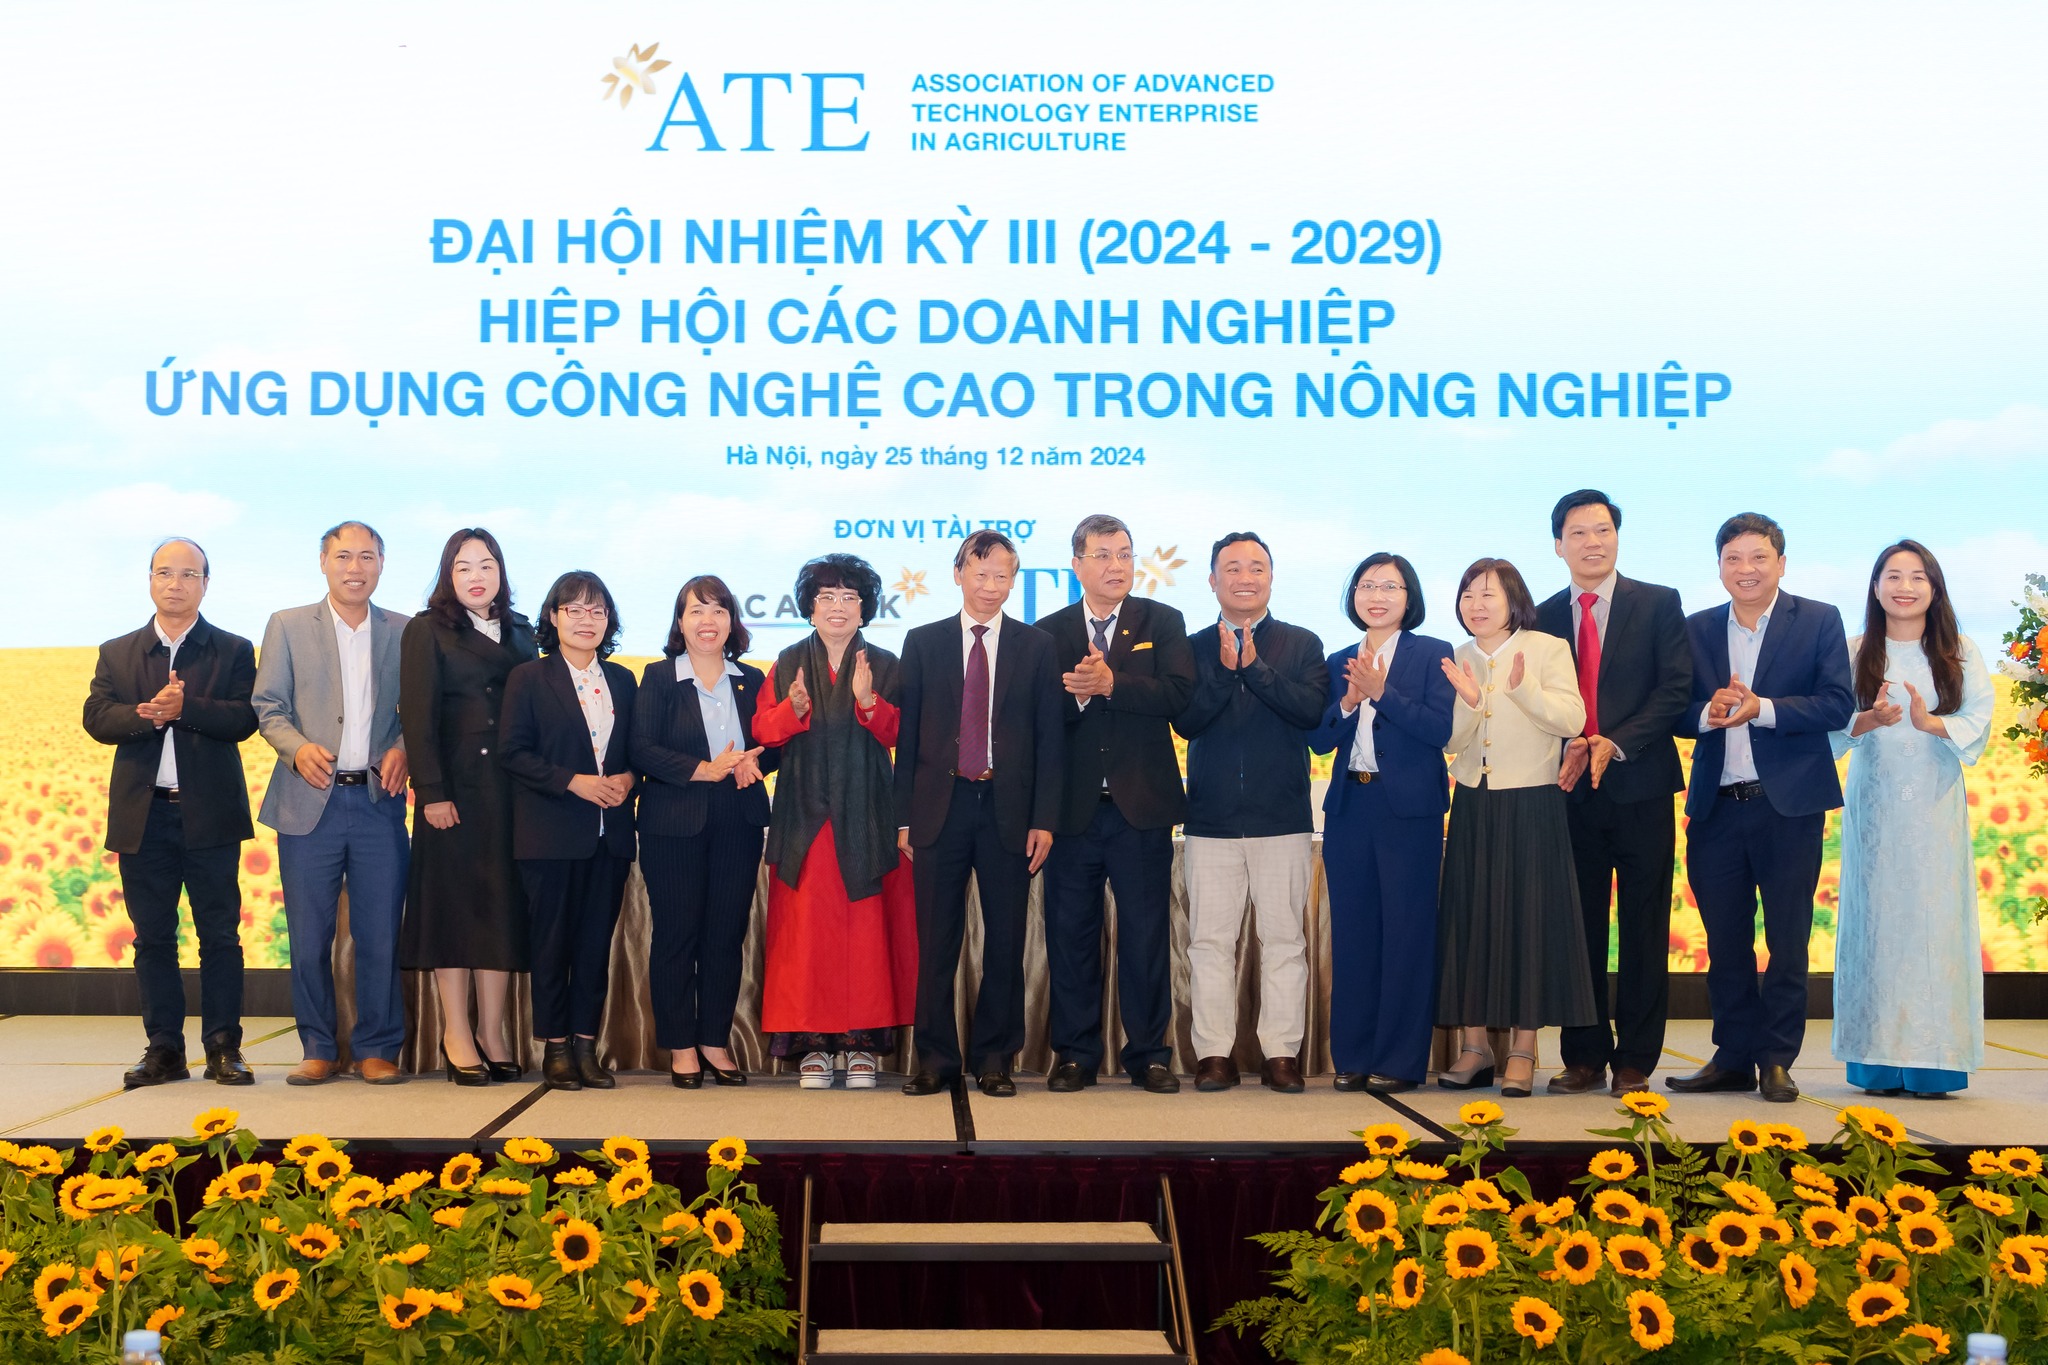 ATE
ASSOCIATION OF ADVANCED
TECHNOLOGY ENTERPRISE
IN AGRICULTURE
ĐẠI HỘI NHIỆM KỲ III (2024 - 2029)
HIỆP HỘI CÁC DOANH NGHIỆP
ỨNG DỤNG CÔNG NGHỆ CAO TRONG NÔNG NGHIỆP
Hà Nội, ngày 25 tháng 12 năm 2024
ĐƠN VỊ TÀI TRỢ